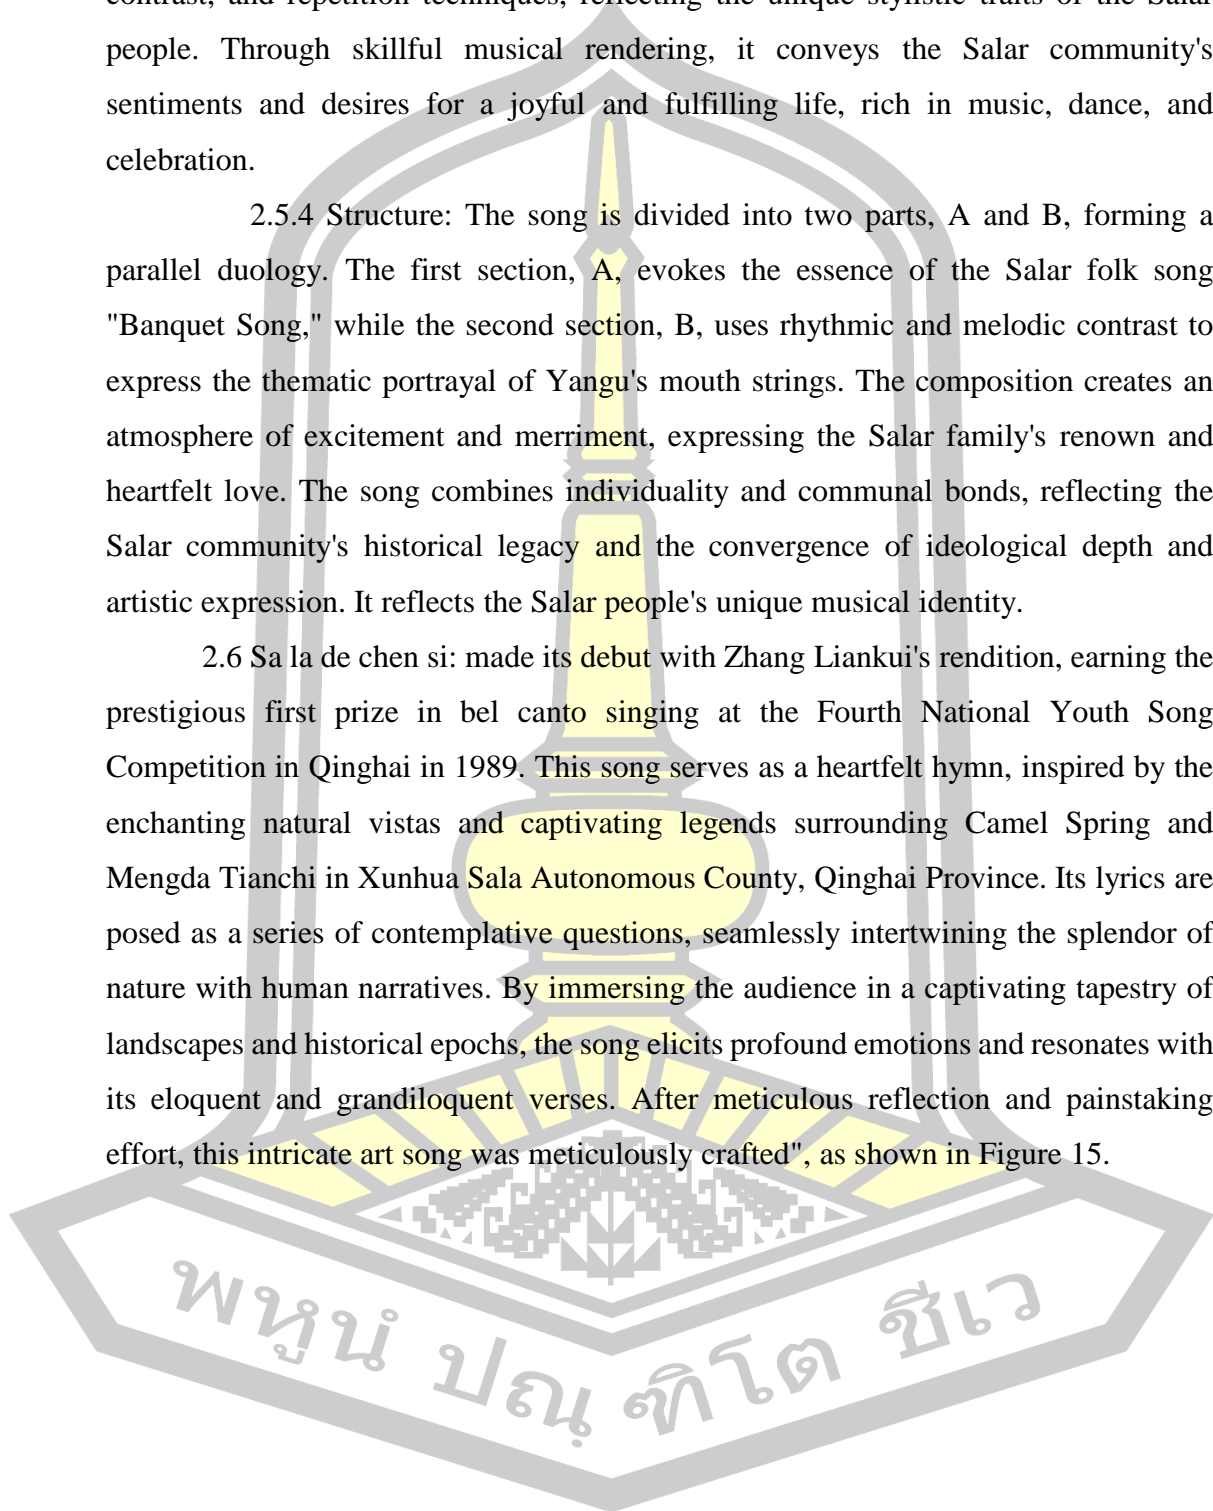 contrast, and repetition techniques, reflecting the unique stylistic traits of the Salar
people. Through skillful musical rendering, it conveys the Salar community's
sentiments and desires for a joyful and fulfilling life, rich in music, dance, and
celebration.
2.5.4 Structure: The song is divided into two parts, A and B, forming a
parallel duology. The first section, A, evokes the essence of the Salar folk song
"Banquet Song," while the second section, B, uses rhythmic and melodic contrast to
express the thematic portrayal of Yangu's mouth strings. The composition creates an
atmosphere of excitement and merriment, expressing the Salar family's renown and
heartfelt love. The song combines individuality and communal bonds, reflecting the
Salar community's historical legacy and the convergence of ideological depth and
artistic expression. It reflects the Salar people's unique musical identity.
2.6 Sa la de chen si: made its debut with Zhang Liankui's rendition, earning the
prestigious first prize in bel canto singing at the Fourth National Youth Song
Competition in Qinghai in 1989. This song serves as a heartfelt hymn, inspired by the
enchanting natural vistas and captivating legends surrounding Camel Spring and
Mengda Tianchi in Xunhua Sala Autonomous County, Qinghai Province. Its lyrics are
posed as a series of contemplative questions, seamlessly intertwining the splendor of
nature with human narratives. By immersing the audience in a captivating tapestry of
landscapes and historical epochs, the song elicits profound emotions and resonates with
its eloquent and grandiloquent verses. After meticulous reflection and painstaking
effort, this intricate art song was meticulously crafted", as shown in Figure 15.
พหูนํ ปณฺฑิโต ชีเว